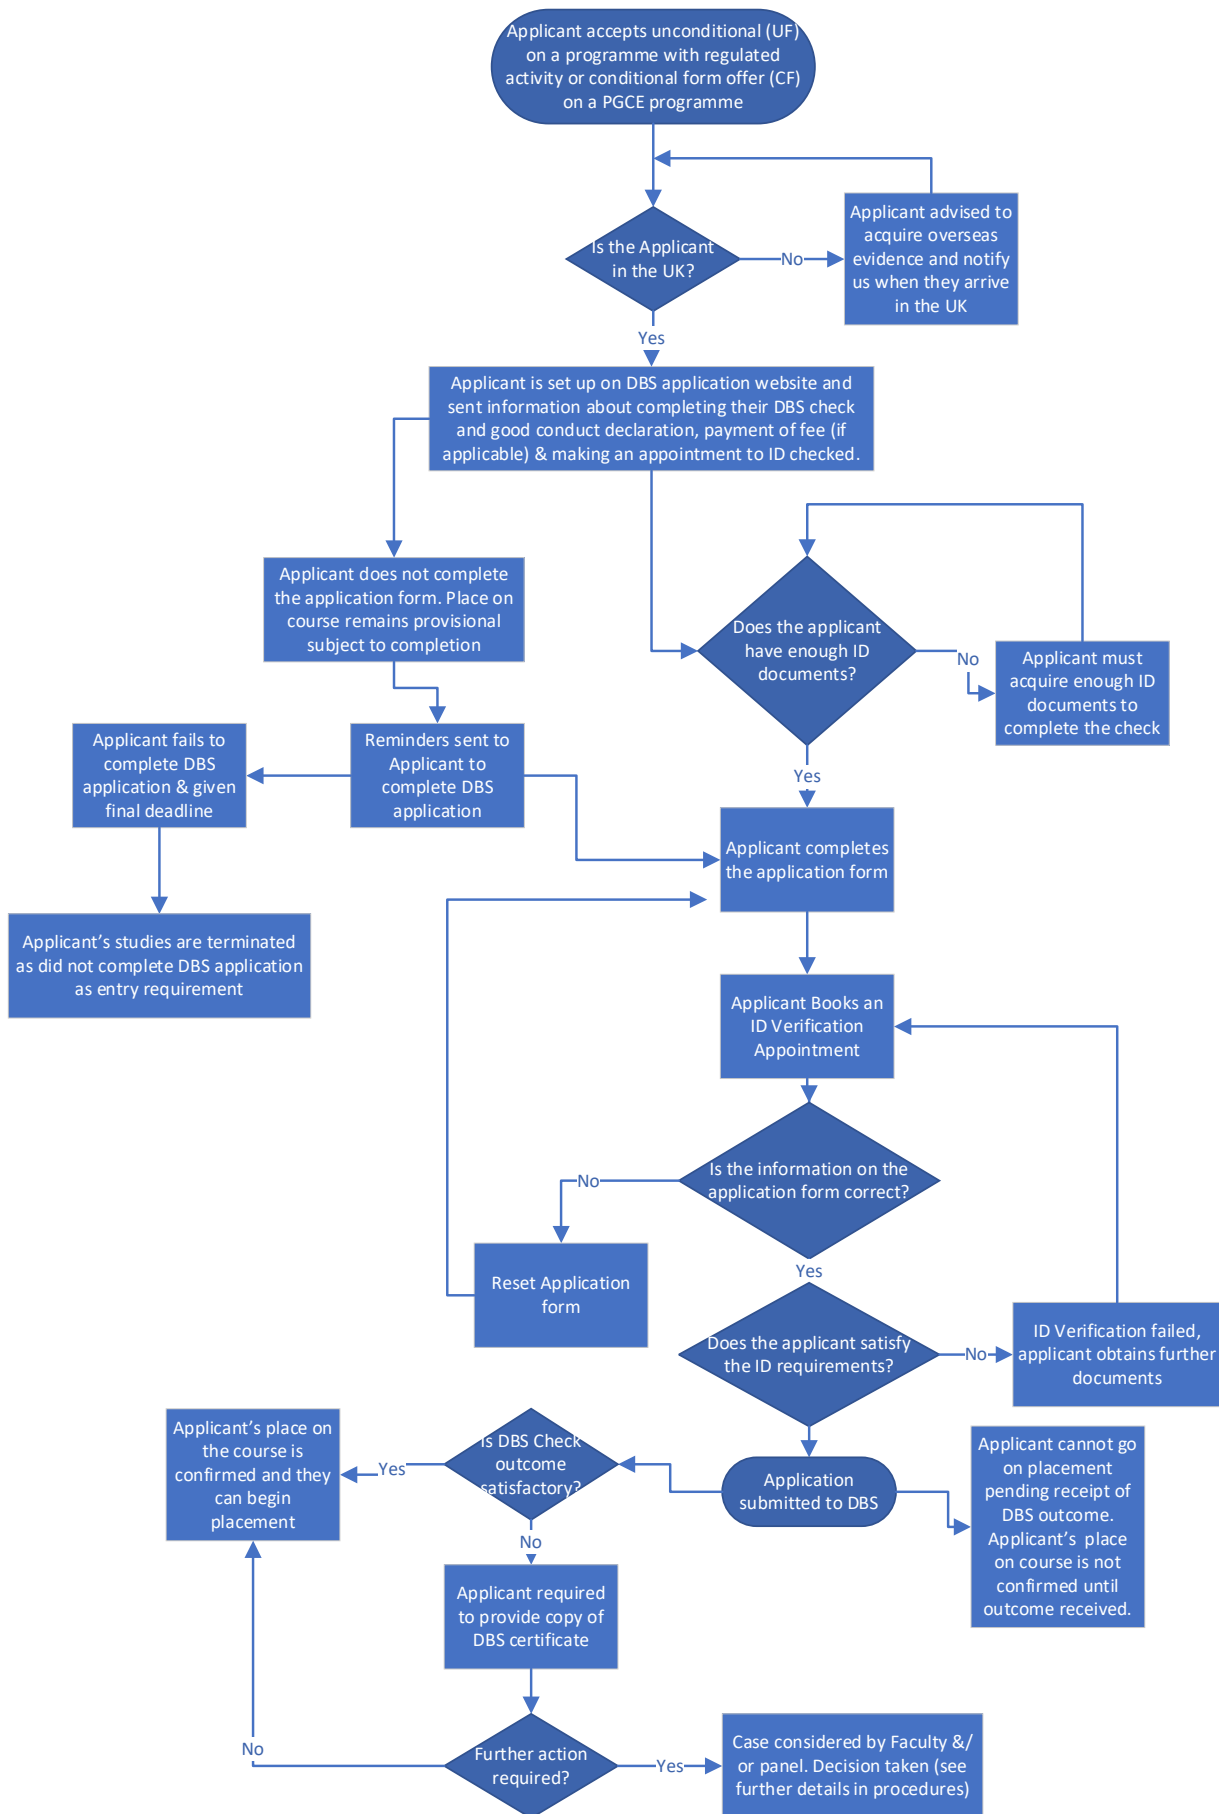 Applicant accepts unconditional (UF)
on a programme with regulated
activity or conditional form offer (CF)
on a PGCE programme
Is the Applicant
in the UK?
No
Applicant advised to
acquire overseas
evidence and notify
us when they arrive
in the UK
Yes
Applicant is set up on DBS application website and
sent information about completing their DBS check
and good conduct declaration, payment of fee (if
applicable) & making an appointment to ID checked.
Applicant does not complete
the application form. Place on
course remains provisional
subject to completion
Does the applicant
have enough ID
documents?
No
Applicant must
acquire enough ID
documents to
complete the check
Applicant fails to
complete DBS
application & given
final deadline
Reminders sent to
Applicant to
complete DBS
application
Yes
Applicant completes
the application form
Applicant’s studies are terminated
as did not complete DBS application
as entry requirement
Applicant Books an
ID Verification
Appointment
Is the information on the
application form correct?
No
Reset Application
form
Yes
Does the applicant satisfy
the ID requirements?
No
ID Verification failed,
applicant obtains further
documents
Applicant’s place on
the course is
confirmed and they
can begin
placement
Yes
Is DBS Check
outcome
satisfactory?
Application
submitted to DBS
Applicant cannot go
on placement
pending receipt of
DBS outcome.
Applicant’s place
on course is not
confirmed until
outcome received.
No
Applicant required
to provide copy of
DBS certificate
No
Further action
required?
Yes
Case considered by Faculty &/
or panel. Decision taken (see
further details in procedures)